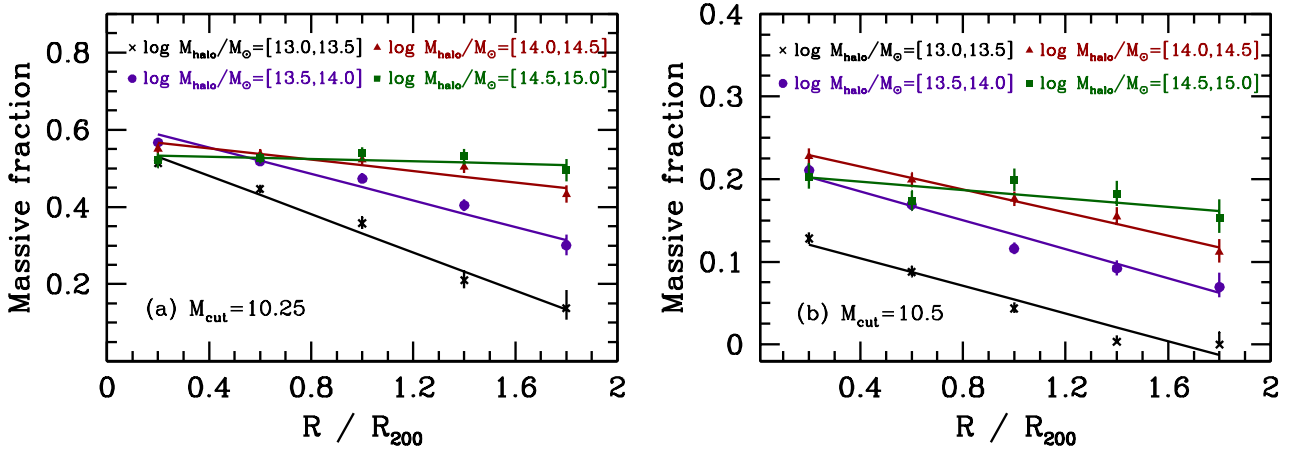 0.8
0.6
0.4
0.2
Massive fraction
× log M_halo/M_⊙=[13.0,13.5]
▲ log M_halo/M_⊙=[14.0,14.5]
● log M_halo/M_⊙=[13.5,14.0]
■ log M_halo/M_⊙=[14.5,15.0]
(a) M_cut=10.25
0 0.4 0.8 1.2 1.6 2
R / R_200
0.4
0.3
0.2
0.1
0
Massive fraction
× log M_halo/M_⊙=[13.0,13.5]
▲ log M_halo/M_⊙=[14.0,14.5]
● log M_halo/M_⊙=[13.5,14.0]
■ log M_halo/M_⊙=[14.5,15.0]
(b) M_cut=10.5
0.4 0.8 1.2 1.6 2
R / R_200